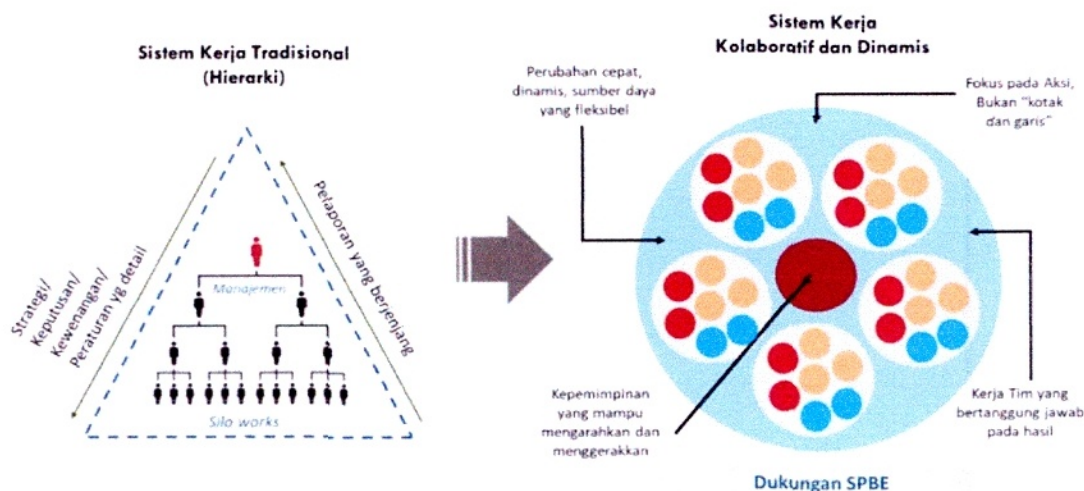 Sistem Kerja Tradisional
(Hierarki)
Strategi/
Keputusan/
Kewenangan/
Peraturan yg detail
Pelaporan yang berjenjang
Manajemen
Silo works
Sistem Kerja
Kolaboratif dan Dinamis
Perubahan cepat,
dinamis, sumber daya
yang fleksibel
Fokus pada Aksi,
Bukan "kotak
dan garis"
Kepemimpinan
yang mampu
mengarahkan dan
menggerakkan
Kerja Tim yang
bertanggung jawab
pada hasil
Dukungan SPBE